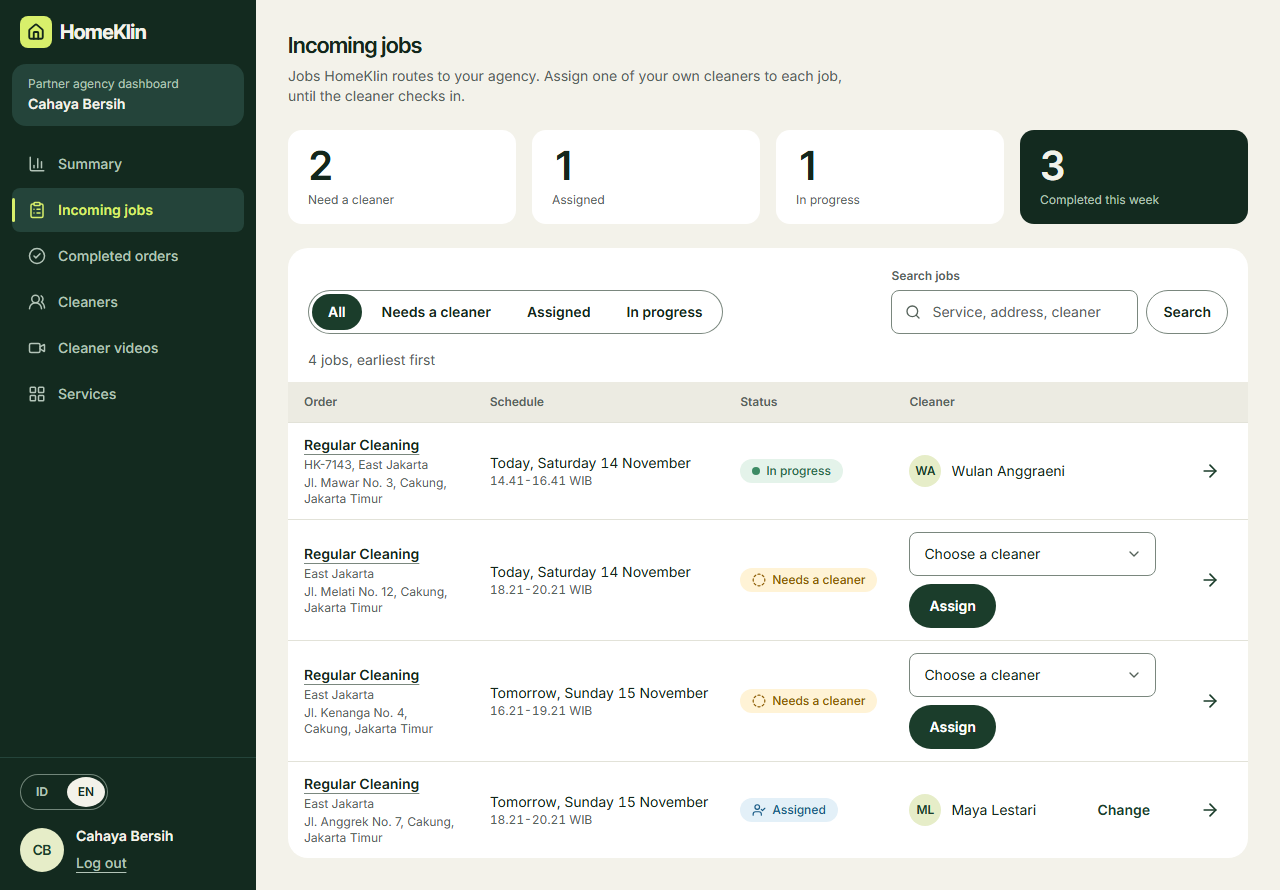 HomeKlin
Partner agency dashboard
Cahaya Bersih
Summary
Incoming jobs
Completed orders
Cleaners
Cleaner videos
Services
ID EN
CB
Cahaya Bersih
Log out
Incoming jobs
Jobs HomeKlin routes to your agency. Assign one of your own cleaners to each job,
until the cleaner checks in.
2
Need a cleaner
1
Assigned
1
In progress
3
Completed this week
Search jobs
All Needs a cleaner Assigned In progress
Service, address, cleaner Search
4 jobs, earliest first
Order Schedule Status Cleaner
Regular Cleaning
HK-7143, East Jakarta
Jl. Mawar No. 3, Cakung,
Jakarta Timur
Today, Saturday 14 November
14.41-16.41 WIB
In progress
WA Wulan Anggraeni
Regular Cleaning
East Jakarta
Jl. Melati No. 12, Cakung,
Jakarta Timur
Today, Saturday 14 November
18.21-20.21 WIB
Needs a cleaner
Choose a cleaner
Assign
Regular Cleaning
East Jakarta
Jl. Kenanga No. 4,
Cakung, Jakarta Timur
Tomorrow, Sunday 15 November
16.21-19.21 WIB
Needs a cleaner
Choose a cleaner
Assign
Regular Cleaning
East Jakarta
Jl. Anggrek No. 7, Cakung,
Jakarta Timur
Tomorrow, Sunday 15 November
18.21-20.21 WIB
Assigned
ML Maya Lestari Change